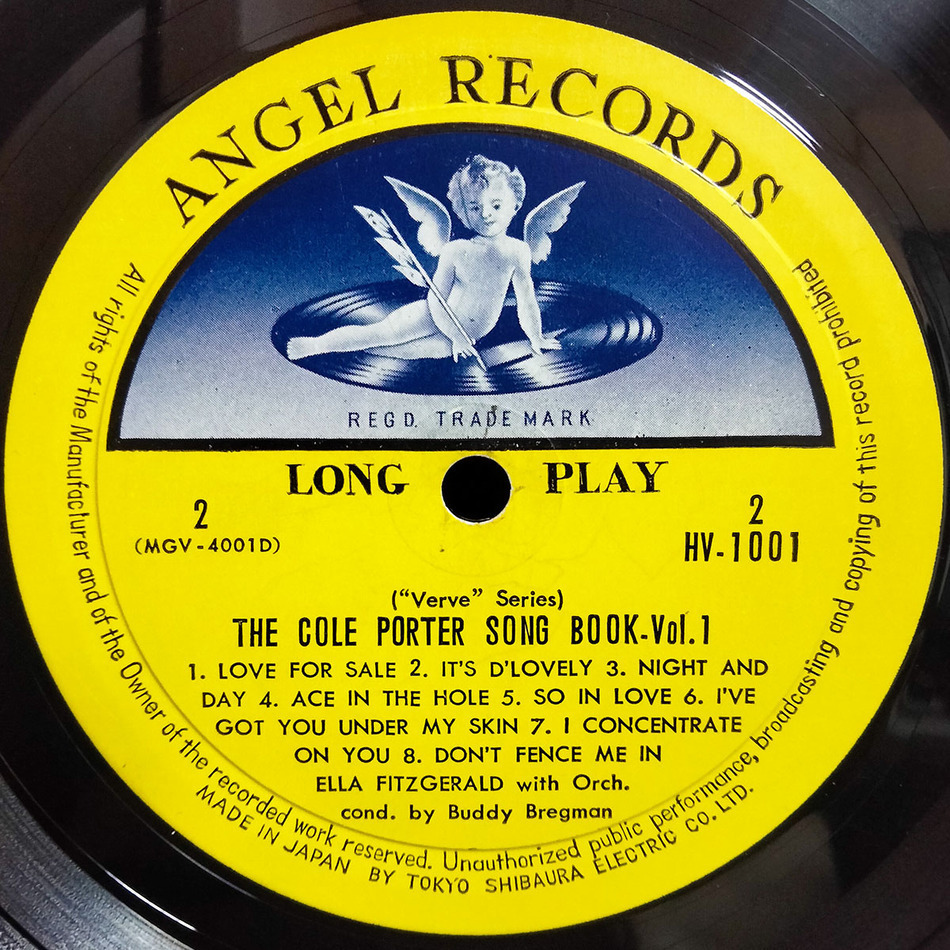 ANGEL RECORDS
REGD. TRADE MARK
LONG PLAY
2
(MGV-4001D)
2
HV-1001
("Verve" Series)
THE COLE PORTER SONG BOOK-Vol.1
1. LOVE FOR SALE 2. IT'S D'LOVELY 3. NIGHT AND
DAY 4. ACE IN THE HOLE 5. SO IN LOVE 6. I'VE
GOT YOU UNDER MY SKIN 7. I CONCENTRATE
ON YOU 8. DON'T FENCE ME IN
ELLA FITZGERALD with Orch.
cond. by Buddy Bregman
All rights of the Manufacturer and of the Owner of the recorded work reserved. Unauthorized public performance, broadcasting and copying of this record prohibited
MADE IN JAPAN BY TOKYO SHIBAURA ELECTRIC CO. LTD.